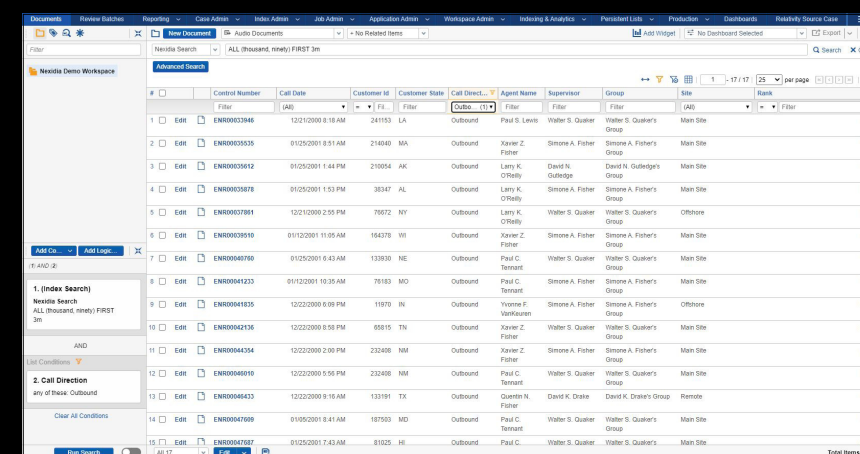 Documents Review Batches Reporting Case Admin Index Admin Job Admin Application Admin Workspace Admin Indexing & Analytics Persistent Lists Production Dashboards Relativity Source Case
New Document Audio Documents + No Related Items Add Widget No Dashboard Selected Export
Filter Nexidia Search ALL (thousand, ninety) FIRST 3m Search
Nexidia Demo Workspace Advanced Search
1 - 17 / 17 25 per page
# Control Number Call Date Customer Id Customer State Call Direct... Agent Name Supervisor Group Site Rank
Filter (All) = Fil... Filter Outbo... (1) Filter Filter Filter (All) = Filter
1 Edit ENR00033946 12/21/2000 8:18 AM 241153 LA Outbound Paul S. Lewis Walter S. Quaker Walter S. Quaker's Group Main Site
2 Edit ENR00035535 01/25/2001 8:51 AM 214040 MA Outbound Xavier Z. Fisher Simone A. Fisher Simone A. Fisher's Group Main Site
3 Edit ENR00035612 01/25/2001 1:44 PM 210054 AK Outbound Larry K. O'Reilly David N. Gutledge David N. Gutledge's Group Main Site
4 Edit ENR00035878 01/25/2001 1:53 PM 38347 AL Outbound Larry K. O'Reilly Simone A. Fisher Simone A. Fisher's Group Main Site
5 Edit ENR00037861 12/21/2000 2:55 PM 76672 NY Outbound Larry K. O'Reilly Walter S. Quaker Walter S. Quaker's Group Offshore
6 Edit ENR00039510 01/12/2001 11:05 AM 164378 WI Outbound Xavier Z. Fisher Simone A. Fisher Simone A. Fisher's Group Main Site
7 Edit ENR00040760 01/25/2001 6:43 AM 133930 NE Outbound Paul C. Tennant Walter S. Quaker Walter S. Quaker's Group Main Site
8 Edit ENR00041233 01/12/2001 10:35 AM 76183 MO Outbound Paul C. Tennant Simone A. Fisher Simone A. Fisher's Group Main Site
9 Edit ENR00041835 12/22/2000 6:09 PM 11970 IN Outbound Yvonne F. VanKeuren Simone A. Fisher Simone A. Fisher's Group Offshore
10 Edit ENR00042136 12/22/2000 8:58 PM 65815 TN Outbound Xavier Z. Fisher Walter S. Quaker Walter S. Quaker's Group Main Site
11 Edit ENR00044354 12/22/2000 2:00 PM 232408 NM Outbound Xavier Z. Fisher Simone A. Fisher Simone A. Fisher's Group Main Site
12 Edit ENR00046010 12/22/2000 5:56 PM 232408 NM Outbound Paul C. Tennant Walter S. Quaker Walter S. Quaker's Group Main Site
13 Edit ENR00046433 12/22/2000 9:16 AM 133191 TX Outbound Quentin N. Fisher David K. Drake David K. Drake's Group Remote
14 Edit ENR00047609 01/05/2001 8:41 AM 187503 MD Outbound Paul C. Tennant Walter S. Quaker Walter S. Quaker's Group Main Site
15 Edit ENR00047687 01/25/2001 7:43 AM 81025 HI Outbound Paul C. Walter S. Quaker Walter S. Quaker's Main Site
Add Co... Add Logic...
(1) AND (2)
1. (Index Search)
Nexidia Search
ALL (thousand, ninety) FIRST
3m
AND
List Conditions
2. Call Direction
any of these: Outbound
Clear All Conditions
Run Search All 17 Edit Total Items